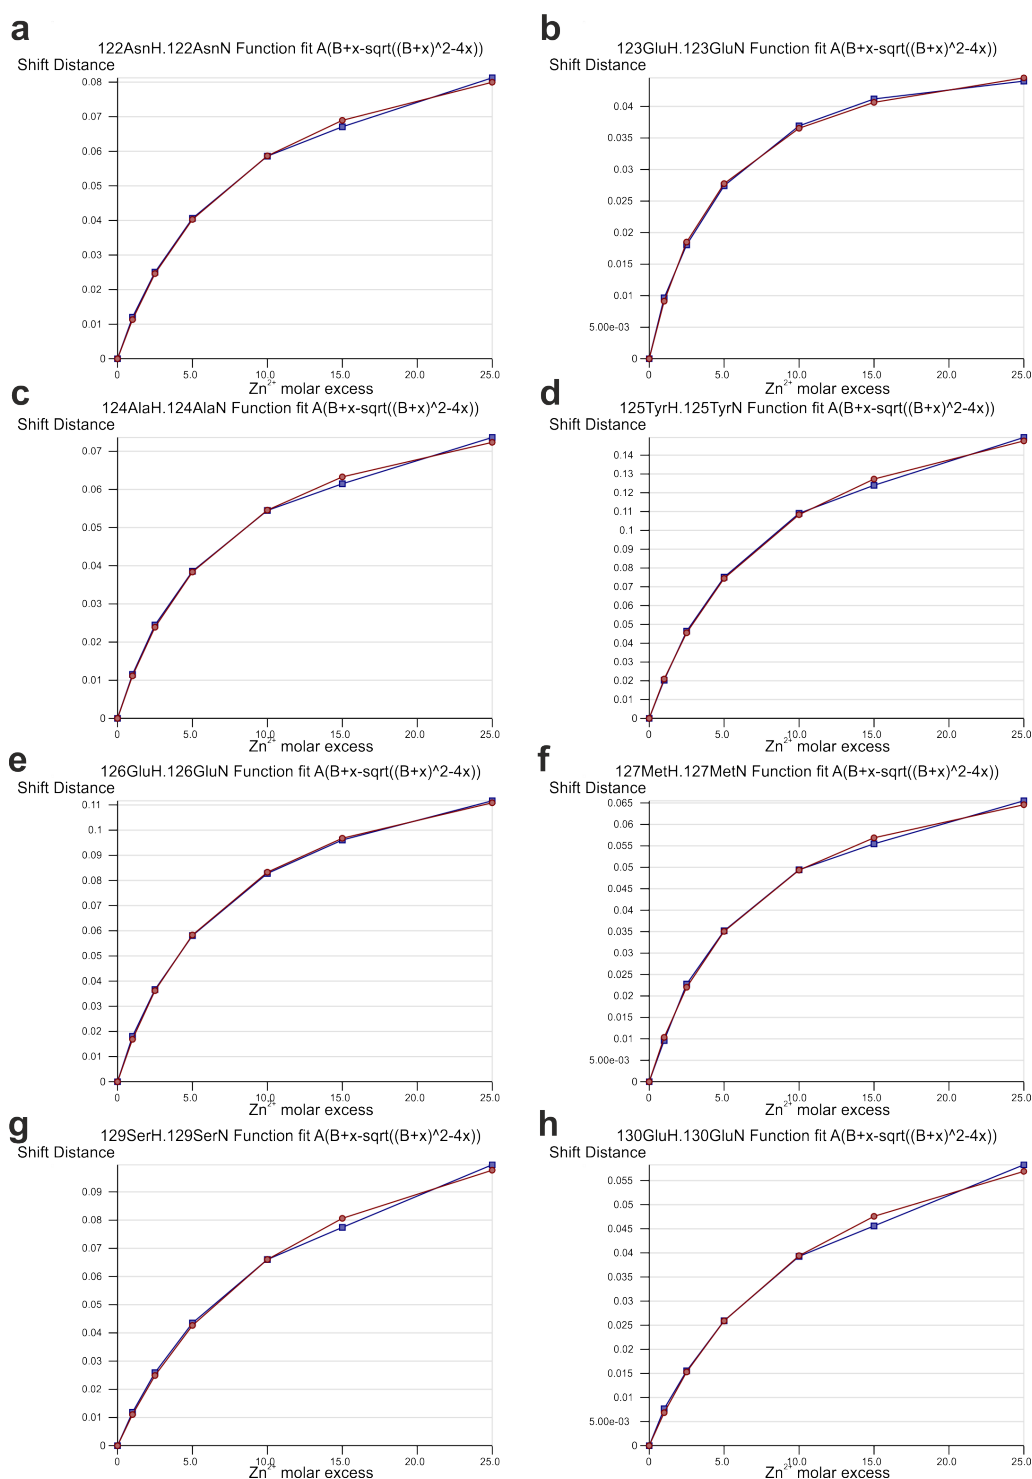 a
122AsnH.122AsnN Function fit A(B+x-sqrt((B+x)^2-4x))
Shift Distance
0.08
0.07
0.06
0.05
0.04
0.03
0.02
0.01
0
0 5.0 10.0 15.0 20.0 25.0
Zn²⁺ molar excess
b
123GluH.123GluN Function fit A(B+x-sqrt((B+x)^2-4x))
Shift Distance
0.04
0.035
0.03
0.025
0.02
0.015
0.01
5.00e-03
0
0 5.0 10.0 15.0 20.0 25.0
Zn²⁺ molar excess
c
124AlaH.124AlaN Function fit A(B+x-sqrt((B+x)^2-4x))
Shift Distance
0.07
0.06
0.05
0.04
0.03
0.02
0.01
0
0 5.0 10.0 15.0 20.0 25.0
Zn²⁺ molar excess
d
125TyrH.125TyrN Function fit A(B+x-sqrt((B+x)^2-4x))
Shift Distance
0.14
0.13
0.12
0.11
0.1
0.09
0.08
0.07
0.06
0.05
0.04
0.03
0.02
0.01
0
0 5.0 10.0 15.0 20.0 25.0
Zn²⁺ molar excess
e
126GluH.126GluN Function fit A(B+x-sqrt((B+x)^2-4x))
Shift Distance
0.11
0.1
0.09
0.08
0.07
0.06
0.05
0.04
0.03
0.02
0.01
0
0 5.0 10.0 15.0 20.0 25.0
Zn²⁺ molar excess
f
127MetH.127MetN Function fit A(B+x-sqrt((B+x)^2-4x))
Shift Distance
0.065
0.06
0.055
0.05
0.045
0.04
0.035
0.03
0.025
0.02
0.015
0.01
5.00e-03
0
0 5.0 10.0 15.0 20.0 25.0
Zn²⁺ molar excess
g
129SerH.129SerN Function fit A(B+x-sqrt((B+x)^2-4x))
Shift Distance
0.09
0.08
0.07
0.06
0.05
0.04
0.03
0.02
0.01
0
0 5.0 10.0 15.0 20.0 25.0
Zn²⁺ molar excess
h
130GluH.130GluN Function fit A(B+x-sqrt((B+x)^2-4x))
Shift Distance
0.055
0.05
0.045
0.04
0.035
0.03
0.025
0.02
0.015
0.01
5.00e-03
0
0 5.0 10.0 15.0 20.0 25.0
Zn²⁺ molar excess